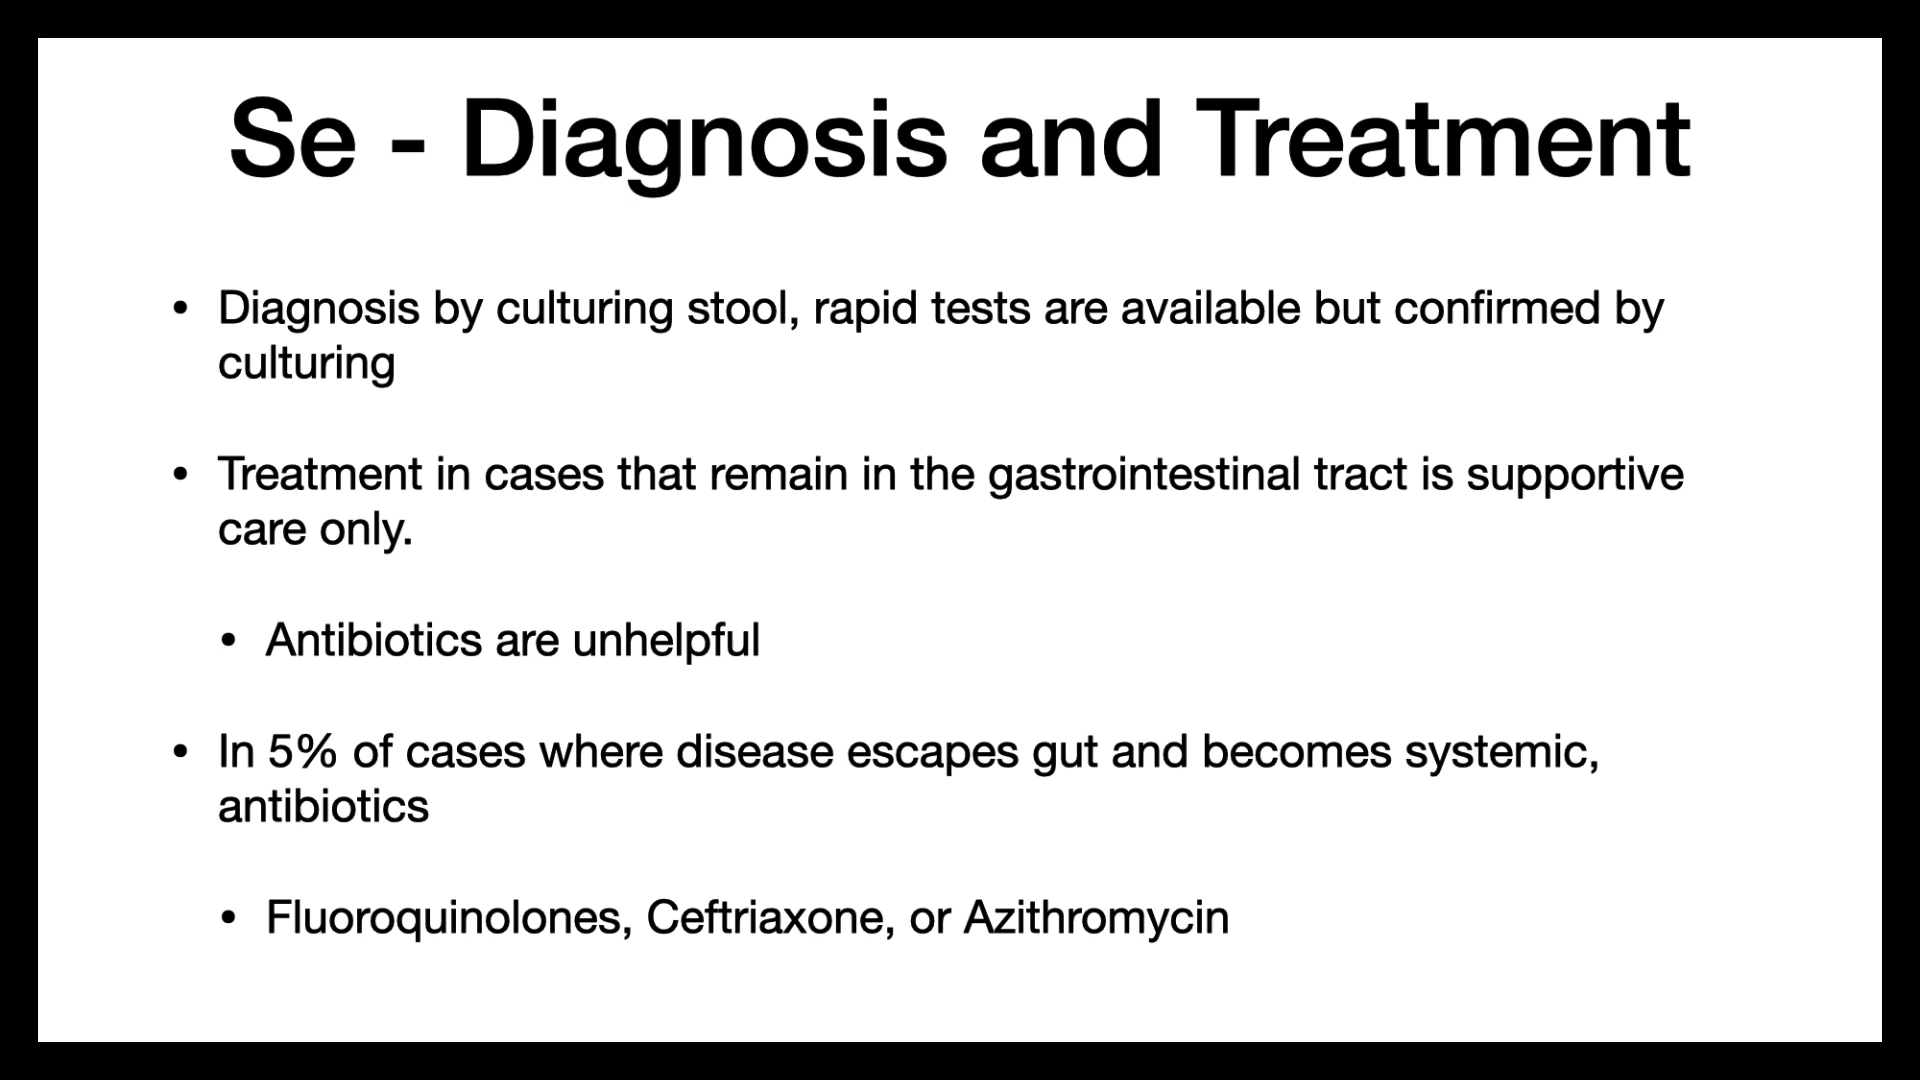 Se - Diagnosis and Treatment
• Diagnosis by culturing stool, rapid tests are available but confirmed by
culturing
• Treatment in cases that remain in the gastrointestinal tract is supportive
care only.
• Antibiotics are unhelpful
• In 5% of cases where disease escapes gut and becomes systemic,
antibiotics
• Fluoroquinolones, Ceftriaxone, or Azithromycin